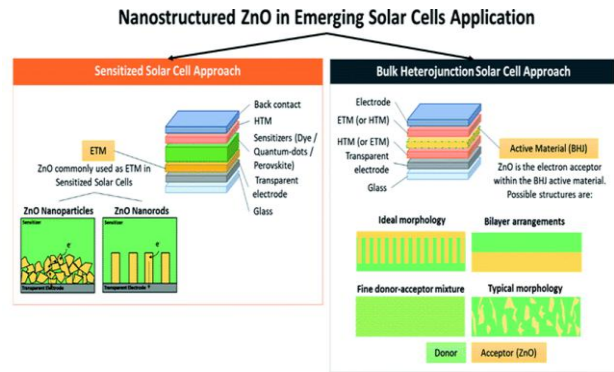 Nanostructured ZnO in Emerging Solar Cells Application
Sensitized Solar Cell Approach
Back contact
HTM
Sensitizers (Dye /
Quantum-dots /
Perovskite)
Transparent
electrode
Glass
ETM
ZnO commonly used as ETM in
Sensitized Solar Cells
ZnO Nanoparticles
ZnO Nanorods
Sensitizer
e
Transparent Electrode
Sensitizer
e
Transparent Electrode
Bulk Heterojunction Solar Cell Approach
Electrode
ETM (or HTM)
HTM (or ETM)
Transparent
electrode
Glass
Active Material (BHJ)
ZnO is the electron acceptor
within the BHJ active material.
Possible structures are:
Ideal morphology
Bilayer arrangements
Fine donor-acceptor mixture
Typical morphology
Donor
Acceptor (ZnO)